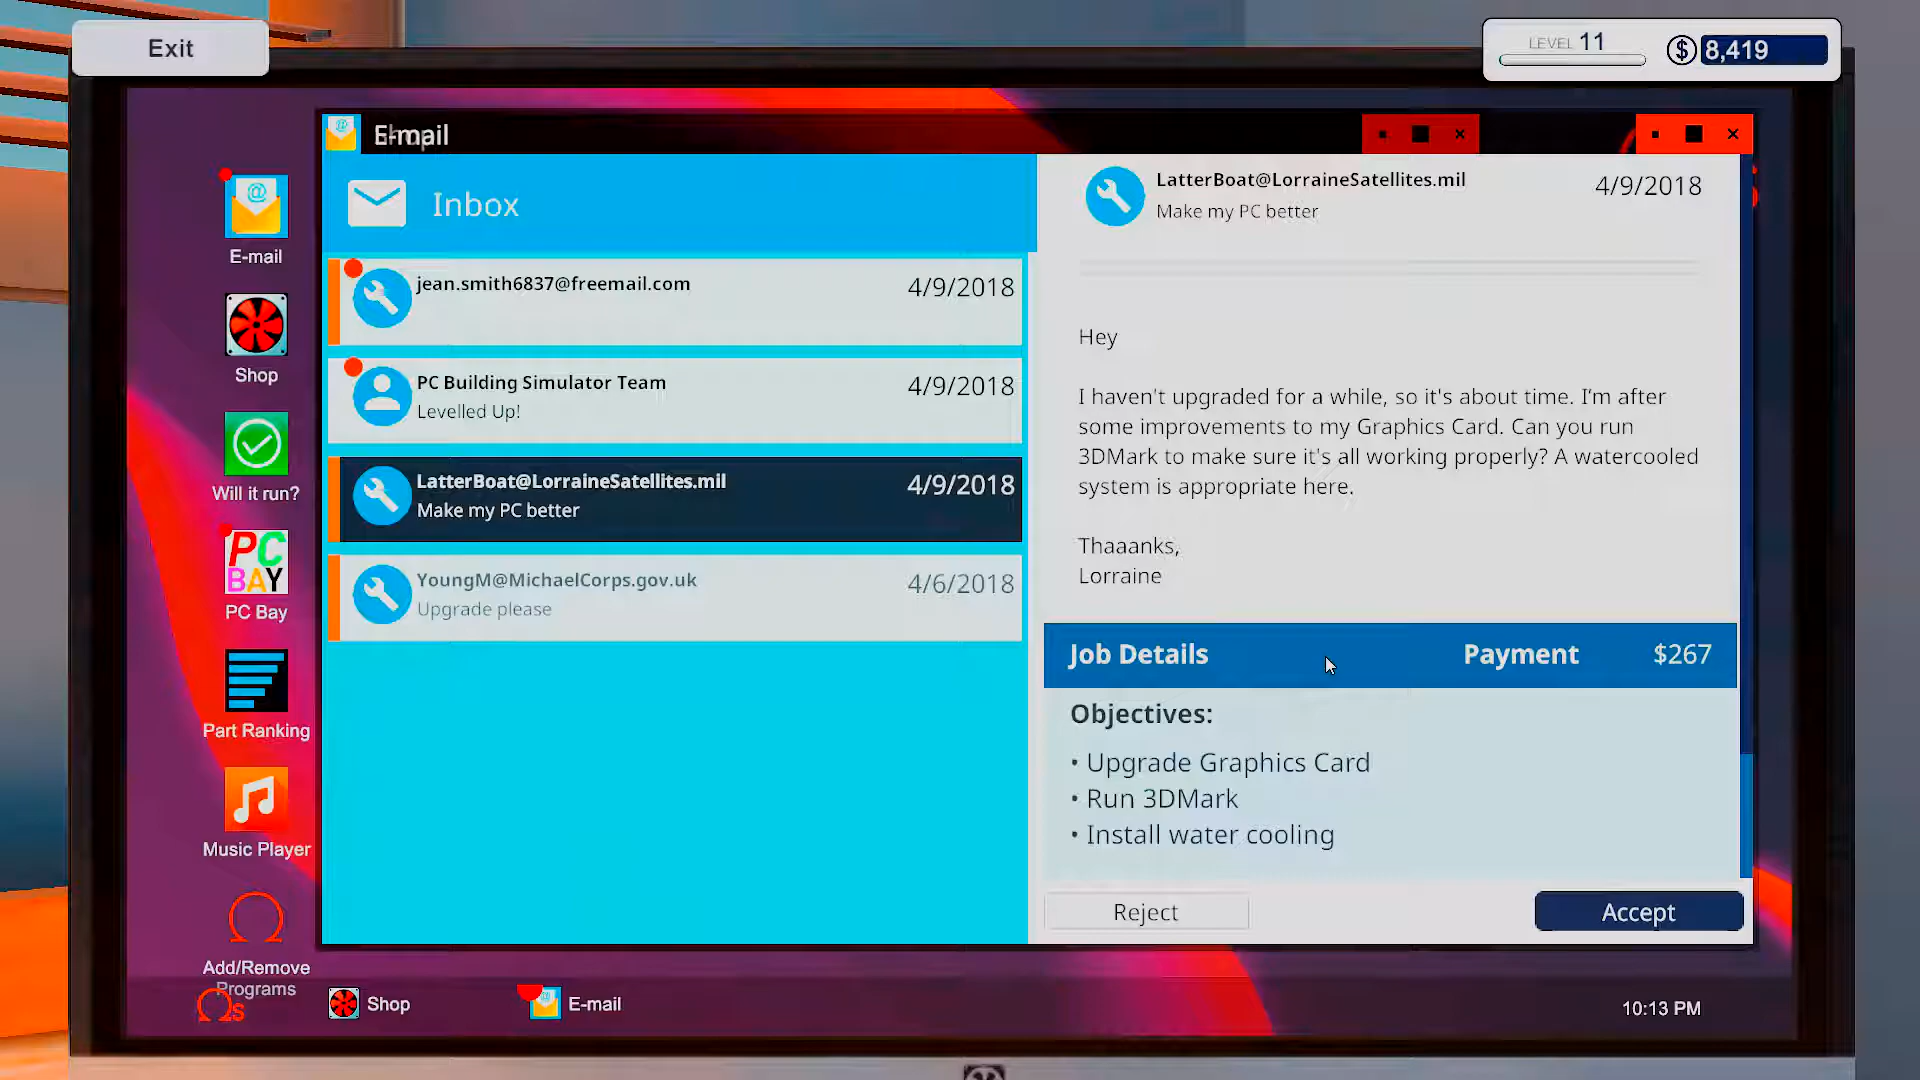 Exit
LEVEL 11
$ 8,419
E-mail
Inbox
jean.smith6837@freemail.com
4/9/2018
PC Building Simulator Team
4/9/2018
Levelled Up!
LatterBoat@LorraineSatellites.mil
4/9/2018
Make my PC better
YoungM@MichaelCorps.gov.uk
4/6/2018
Upgrade please
LatterBoat@LorraineSatellites.mil
4/9/2018
Make my PC better
Hey
I haven't upgraded for a while, so it's about time. I'm after
some improvements to my Graphics Card. Can you run
3DMark to make sure it's all working properly? A watercooled
system is appropriate here.
Thaaanks,
Lorraine
Job Details
Payment
$267
Objectives:
• Upgrade Graphics Card
• Run 3DMark
• Install water cooling
Reject
Accept
E-mail
Shop
Will it run?
PC
BAY
PC Bay
Part Ranking
Music Player
Add/Remove
Programs
Shop
E-mail
10:13 PM